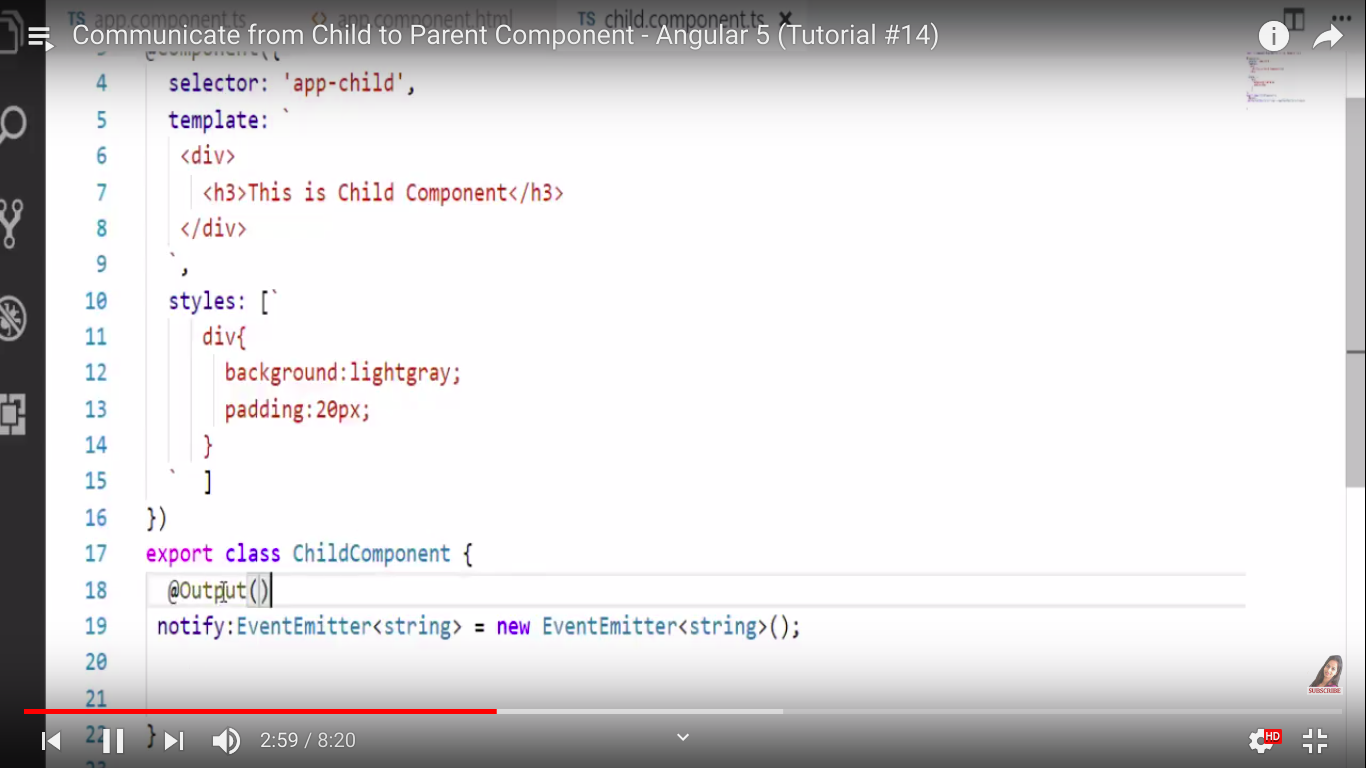 TS app.component.ts app.component.html TS child.component.ts
Communicate from Child to Parent Component - Angular 5 (Tutorial #14)
@Component({
4 selector: 'app-child',
5 template: `
6 <div>
7 <h3>This is Child Component</h3>
8 </div>
9 `,
10 styles: [`
11 div{
12 background:lightgray;
13 padding:20px;
14 }
15 ` ]
16 })
17 export class ChildComponent {
18 @Output()
19 notify:EventEmitter<string> = new EventEmitter<string>();
20
21
22 }
SUBSCRIBE
2:59 / 8:20
HD